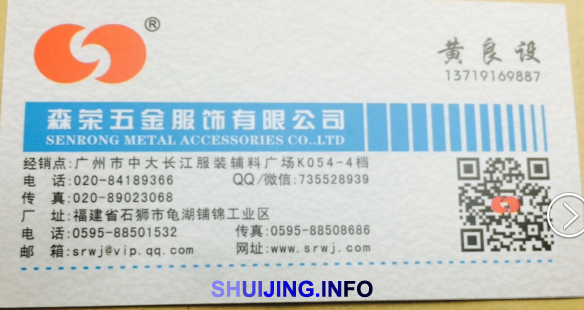 ®
黄良设
13719169887
森荣五金服饰有限公司
SENRONG METAL ACCESSORIES CO.,LTD
经销点:广州市中大长江服装辅料广场K054-4档
电 话:020-84189366 QQ/微信:735528939
传 真:020-89023068
厂 址:福建省石狮市龟湖铺锦工业区
电 话:0595-88501532 传真:0595-88508686
邮 箱:srwj@vip.qq.com 网址:www.srwj.com
SHUIJING.INFO